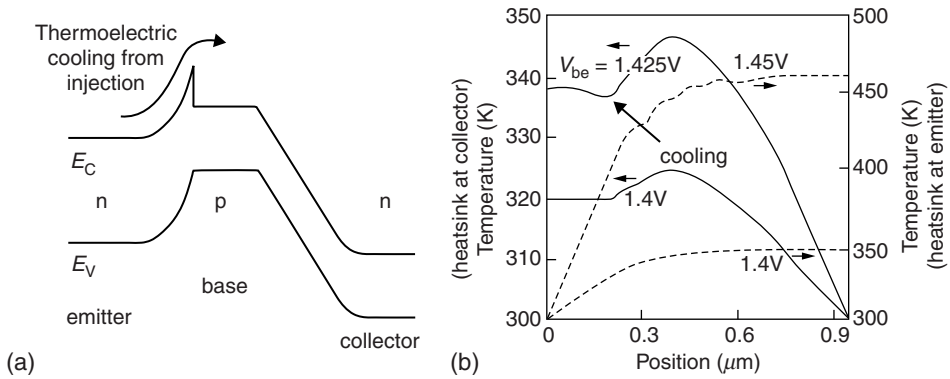 Thermoelectric
cooling from
injection
E_C
n
p
n
E_V
base
emitter
collector
(a)
350
340
330
320
310
300
(heatsink at collector)
Temperature (K)
V_be = 1.425V
1.45V
cooling
1.4V
1.4V
0
0.3
0.6
0.9
Position (μm)
500
450
400
350
300
Temperature (K)
(heatsink at emitter)
(b)